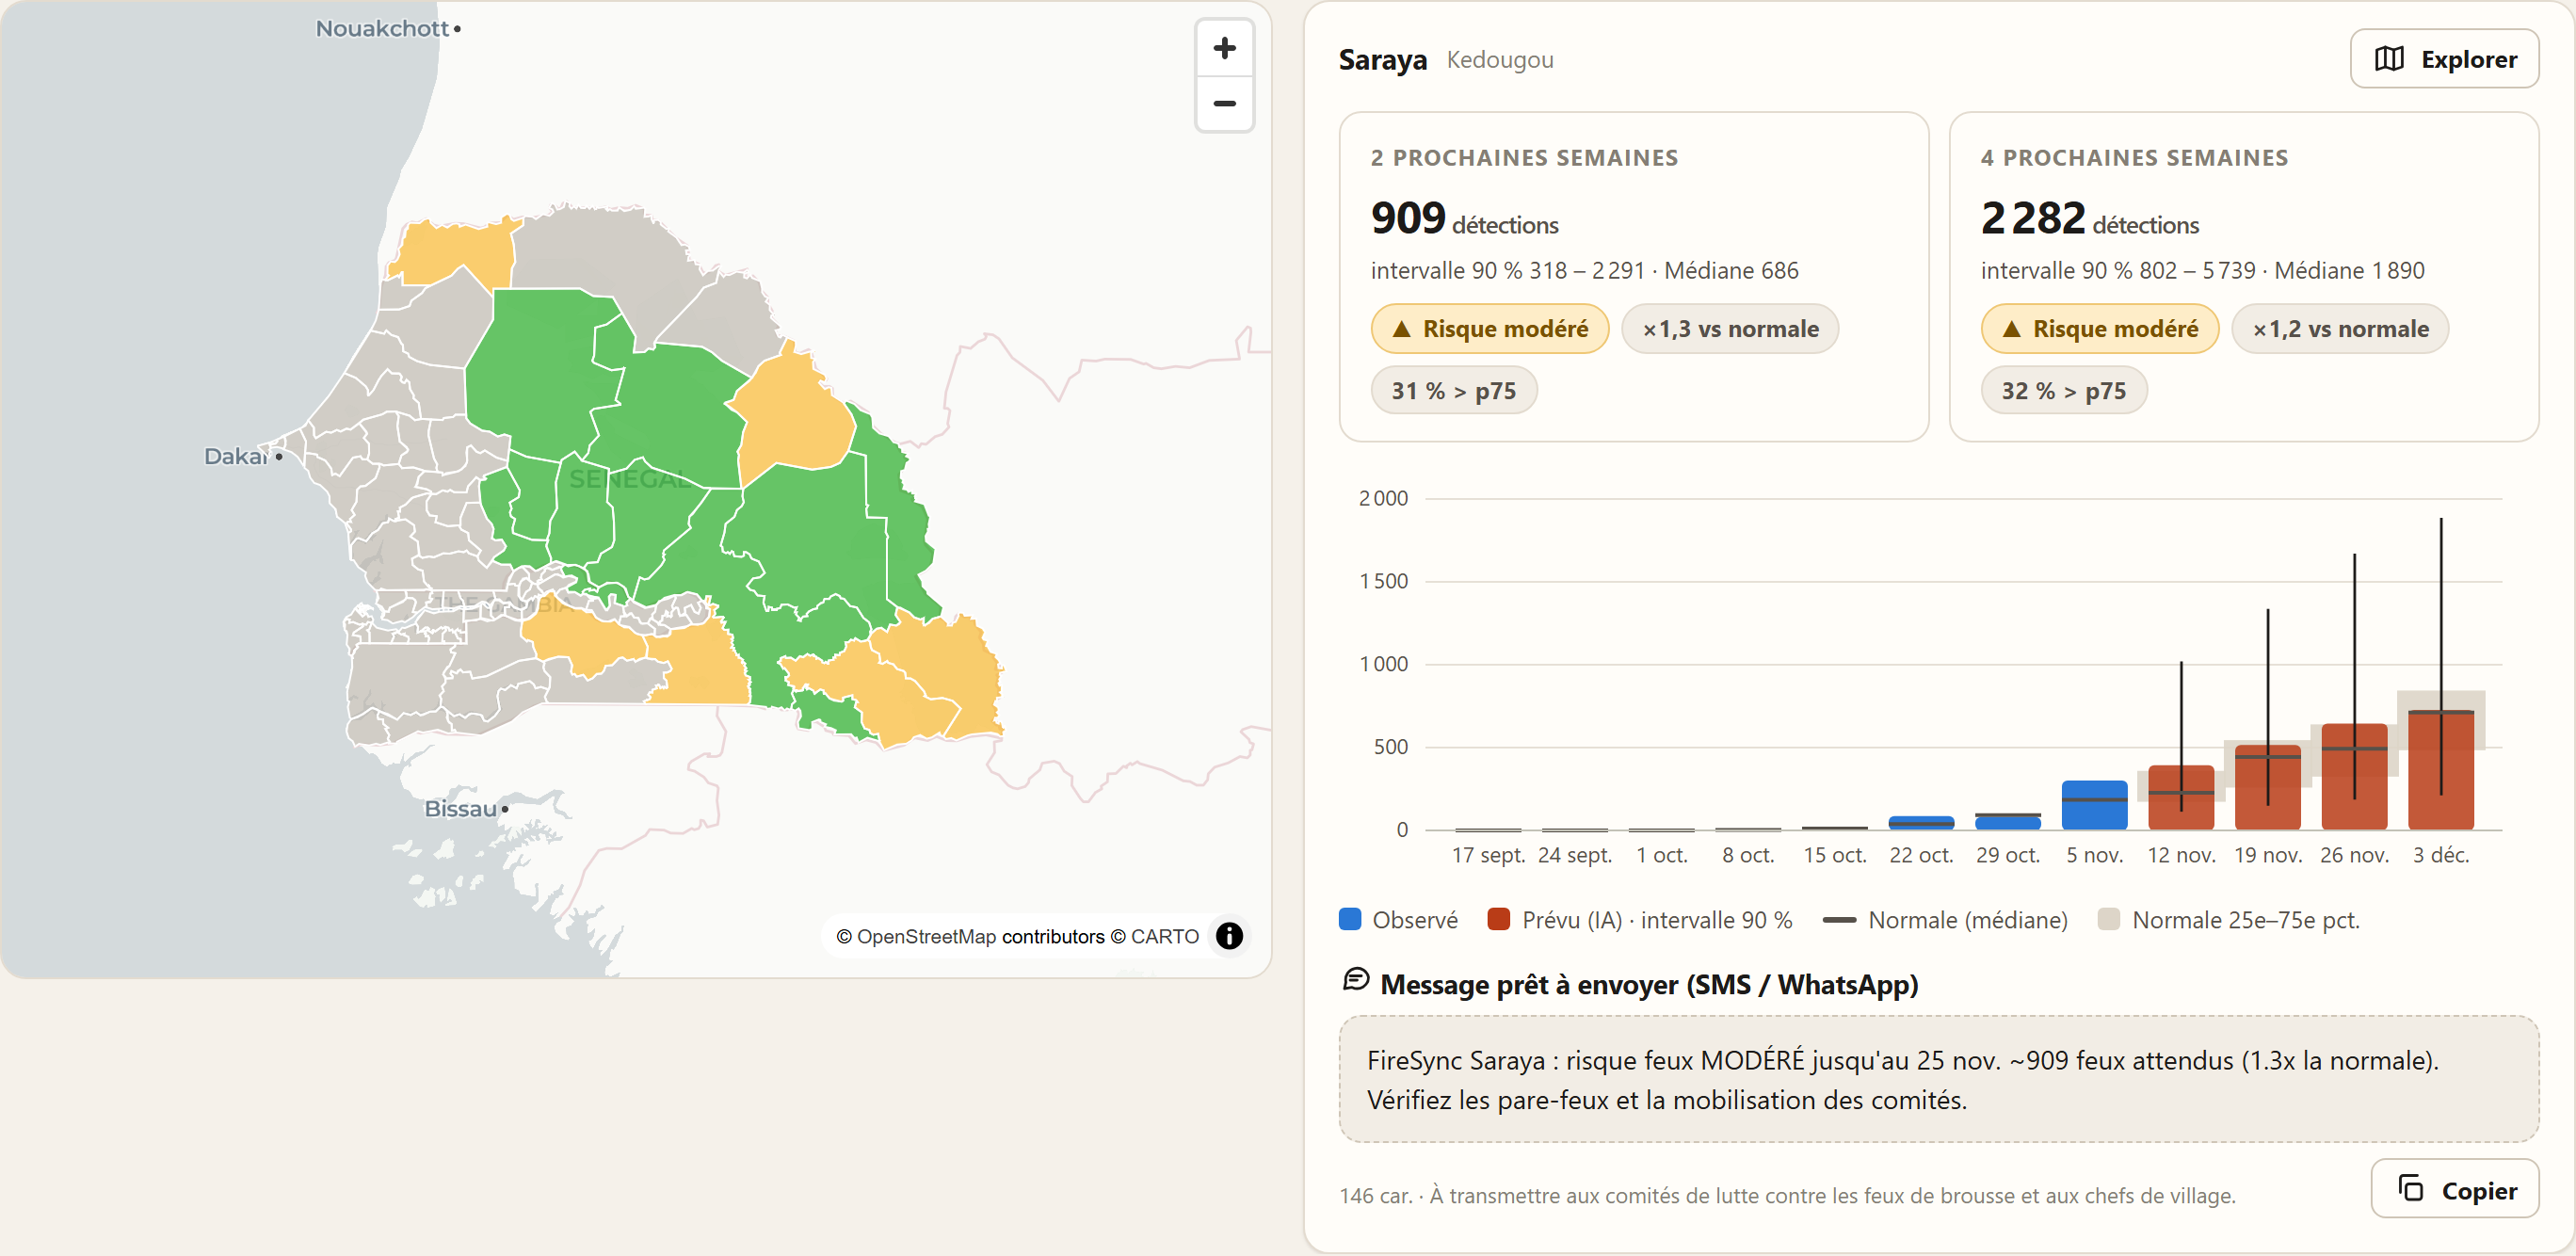 Nouakchott
Dakar
SENEGAL
THE GAMBIA
Bissau
© OpenStreetMap contributors © CARTO
Saraya Kedougou
Explorer
2 PROCHAINES SEMAINES
909 détections
intervalle 90 % 318 – 2 291 · Médiane 686
▲ Risque modéré
×1,3 vs normale
31 % > p75
4 PROCHAINES SEMAINES
2 282 détections
intervalle 90 % 802 – 5 739 · Médiane 1 890
▲ Risque modéré
×1,2 vs normale
32 % > p75
2 000
1 500
1 000
500
0
17 sept. 24 sept. 1 oct. 8 oct. 15 oct. 22 oct. 29 oct. 5 nov. 12 nov. 19 nov. 26 nov. 3 déc.
Observé Prévu (IA) · intervalle 90 % Normale (médiane) Normale 25e–75e pct.
Message prêt à envoyer (SMS / WhatsApp)
FireSync Saraya : risque feux MODÉRÉ jusqu'au 25 nov. ~909 feux attendus (1.3x la normale).
Vérifiez les pare-feux et la mobilisation des comités.
146 car. · À transmettre aux comités de lutte contre les feux de brousse et aux chefs de village.
Copier